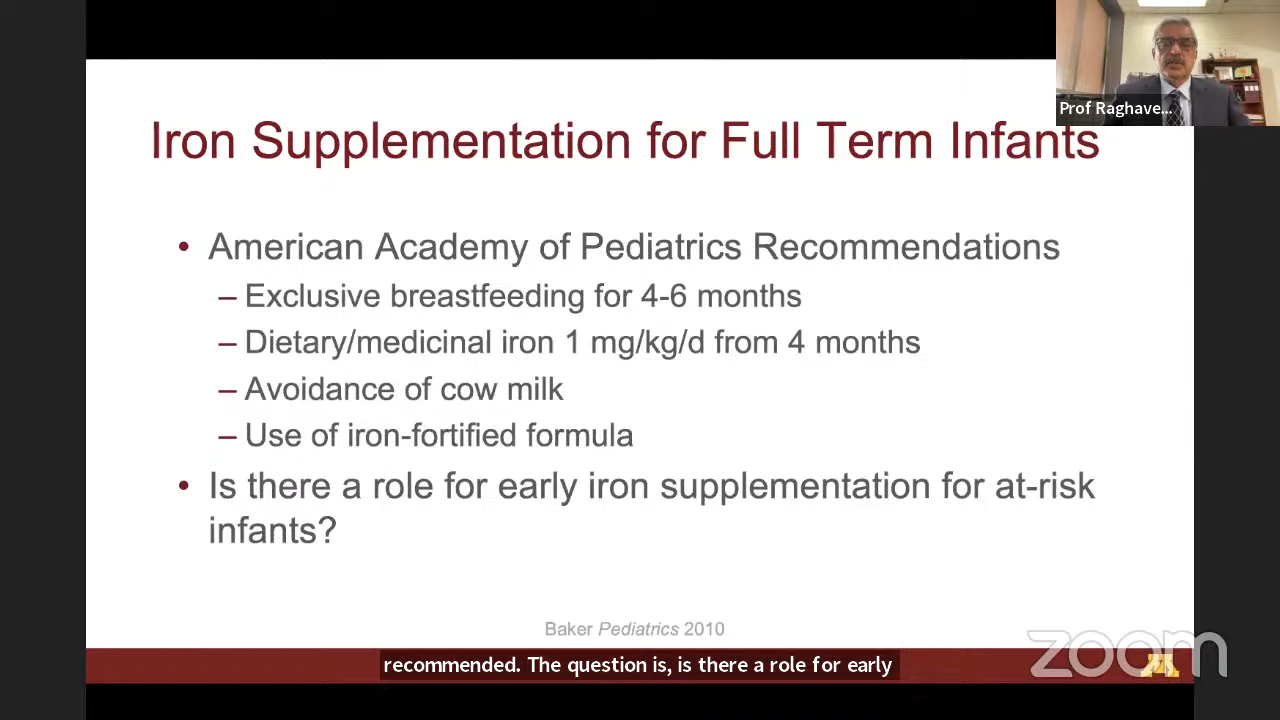 Prof Raghave...
Iron Supplementation for Full Term Infants
• American Academy of Pediatrics Recommendations
– Exclusive breastfeeding for 4-6 months
– Dietary/medicinal iron 1 mg/kg/d from 4 months
– Avoidance of cow milk
– Use of iron-fortified formula
• Is there a role for early iron supplementation for at-risk
infants?
Baker Pediatrics 2010
recommended. The question is, is there a role for early
zoom